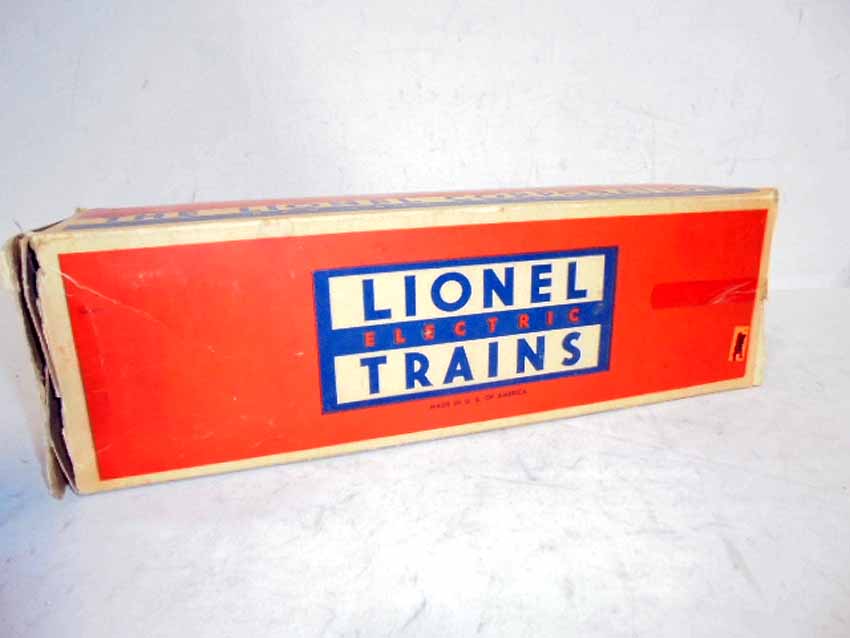 LIONEL
ELECTRIC
TRAINS
MADE IN U. S. OF AMERICA